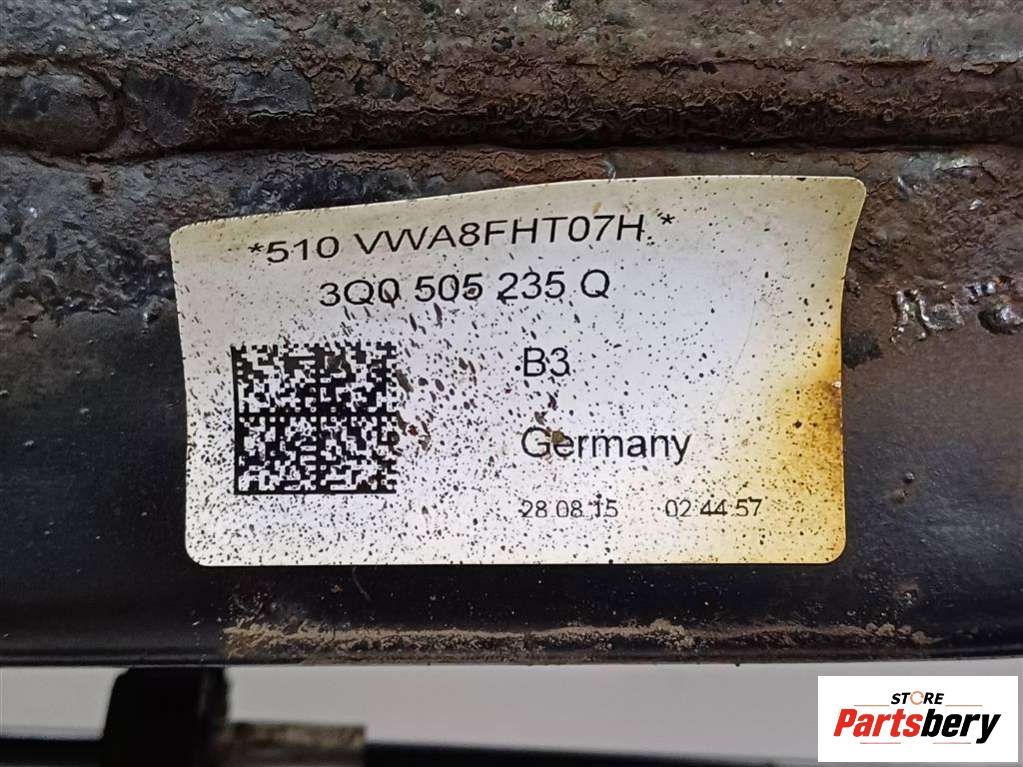 *510 VWA8FHT07H *
3Q0 505 235 Q
B3
Germany
28.08.15 02:44:57
STORE
Partsbery